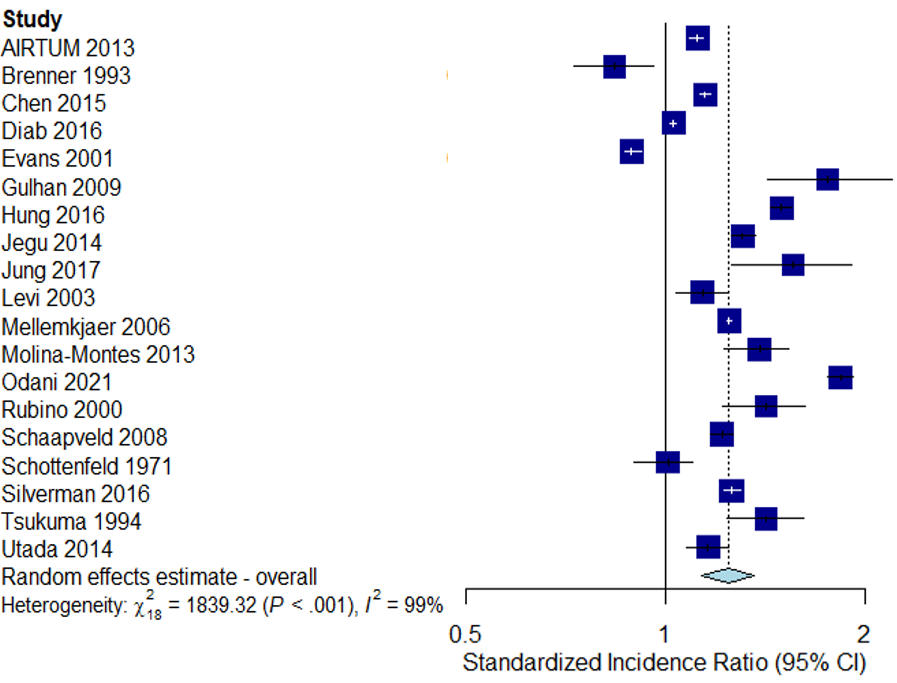 Study
AIRTUM 2013
Brenner 1993
Chen 2015
Diab 2016
Evans 2001
Gulhan 2009
Hung 2016
Jegu 2014
Jung 2017
Levi 2003
Mellemkjaer 2006
Molina-Montes 2013
Odani 2021
Rubino 2000
Schaapveld 2008
Schottenfeld 1971
Silverman 2016
Tsukuma 1994
Utada 2014
Random effects estimate - overall
Heterogeneity: χ²₁₈ = 1839.32 (P < .001), I² = 99%
0.5 1 2
Standardized Incidence Ratio (95% CI)